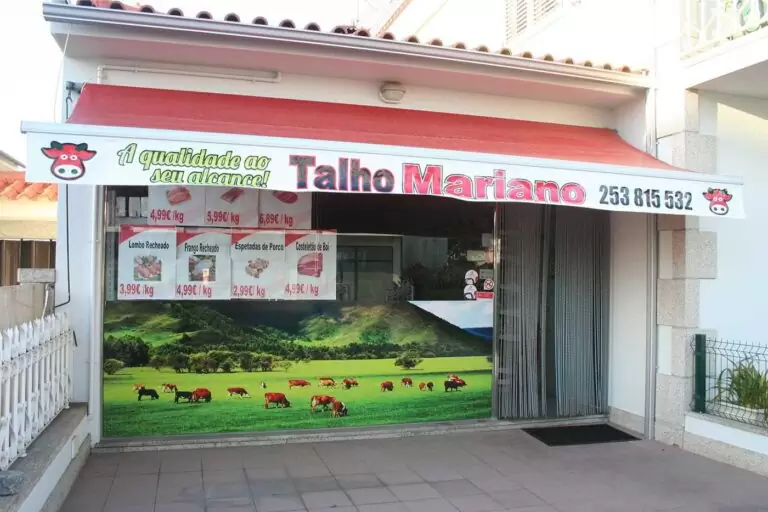 A qualidade ao
seu alcance!
Talho Mariano
253 815 532
4,99€/kg
5,99€/kg
6,89€/kg
Lombo Recheado
3,99€/kg
Frango Recheado
4,99€/kg
Espetadas de Porco
2,99€/kg
Costeletão de Boi
4,99€/kg